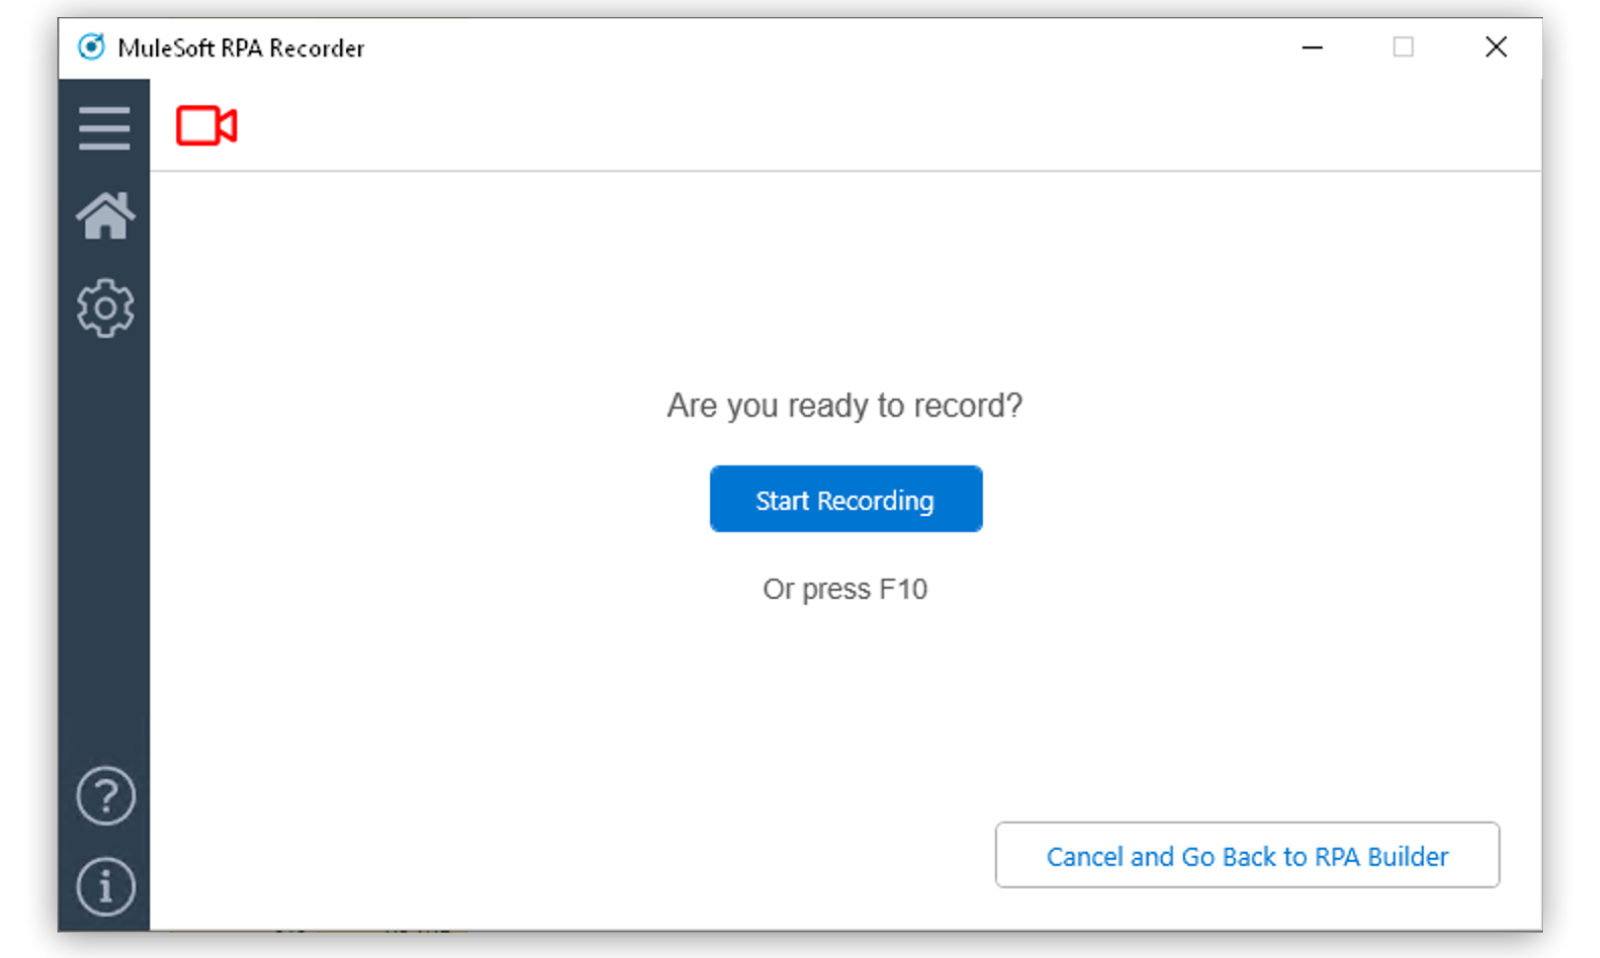 MuleSoft RPA Recorder
Are you ready to record?
Start Recording
Or press F10
Cancel and Go Back to RPA Builder